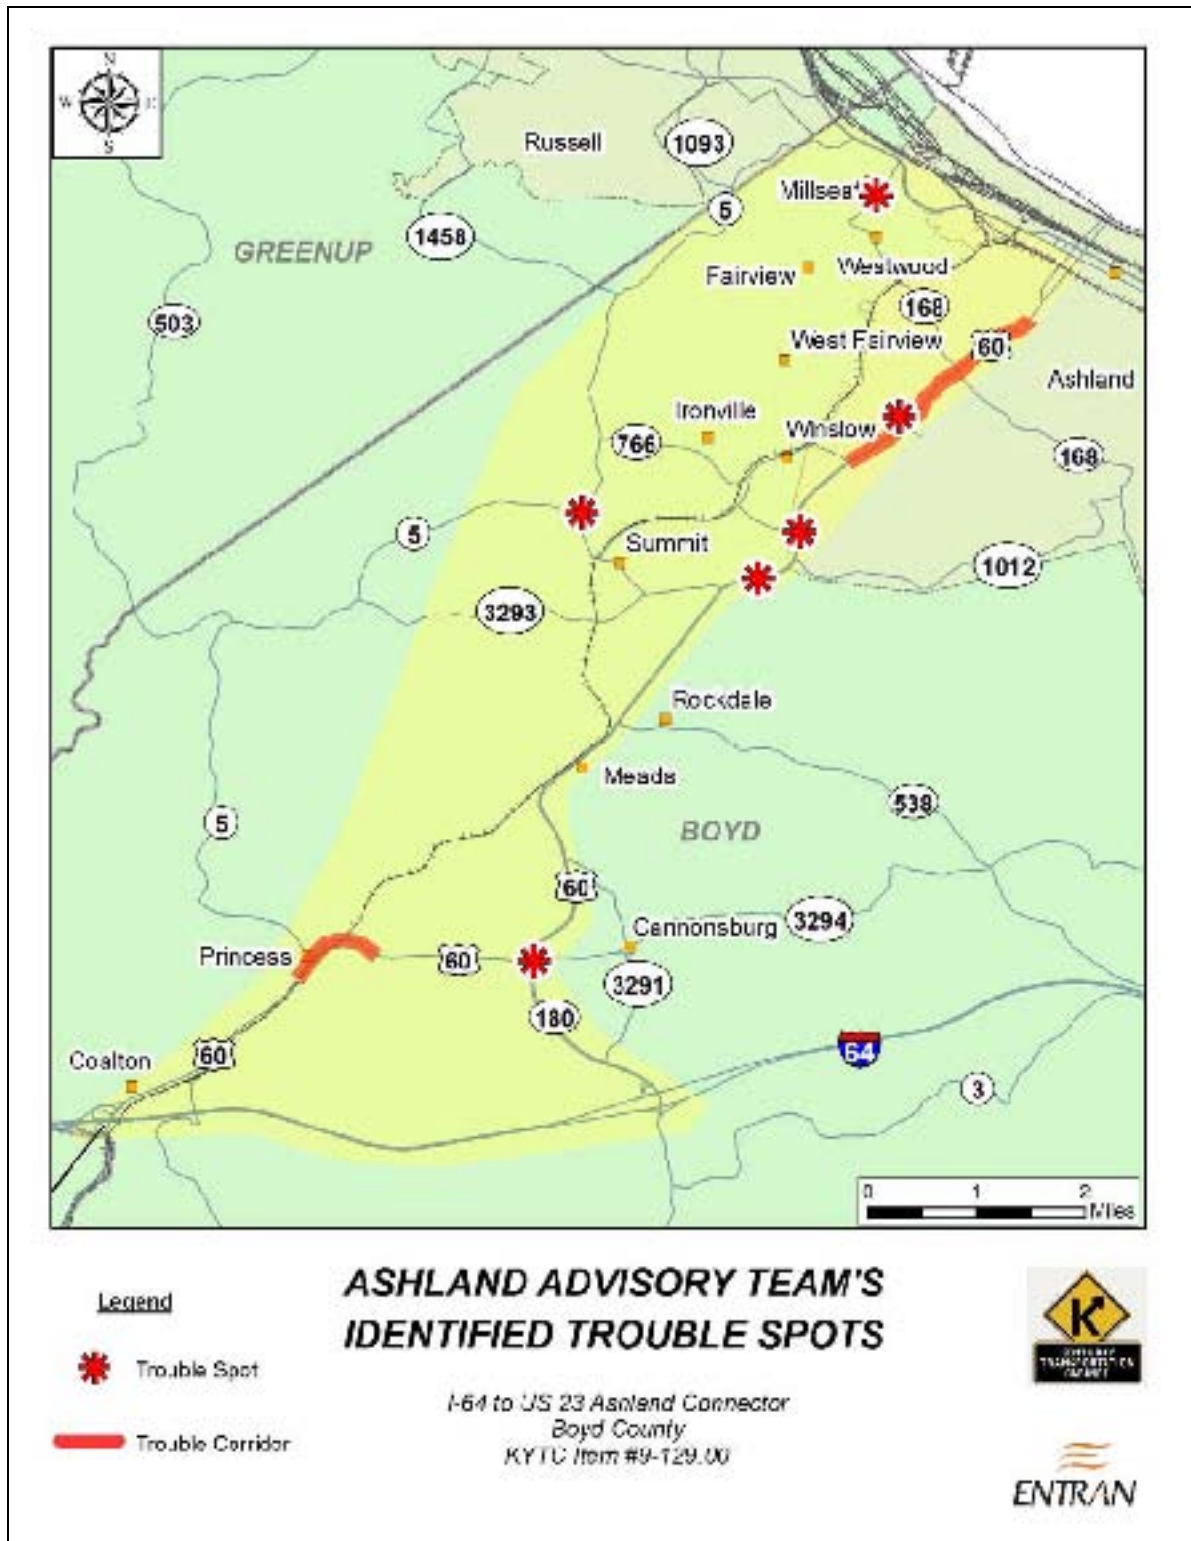 N
W E
S
Russell
1093
Millseat
5
1458
GREENUP
Fairview
Westwood
168
503
West Fairview
60
Ashland
Ironville
Winslow
766
168
5
Summit
1012
3293
Rockdale
Meads
538
5
BOYD
60
Cannonsburg
3294
Princess
60
3291
180
60
64
Coalton
3
0 1 2
Miles
ASHLAND ADVISORY TEAM'S
IDENTIFIED TROUBLE SPOTS
Legend
Trouble Spot
Trouble Corridor
I-64 to US 23 Ashland Connector
Boyd County
KYTC Item #9-129.00
K
KENTUCKY
TRANSPORTATION
CABINET
ENTRAN